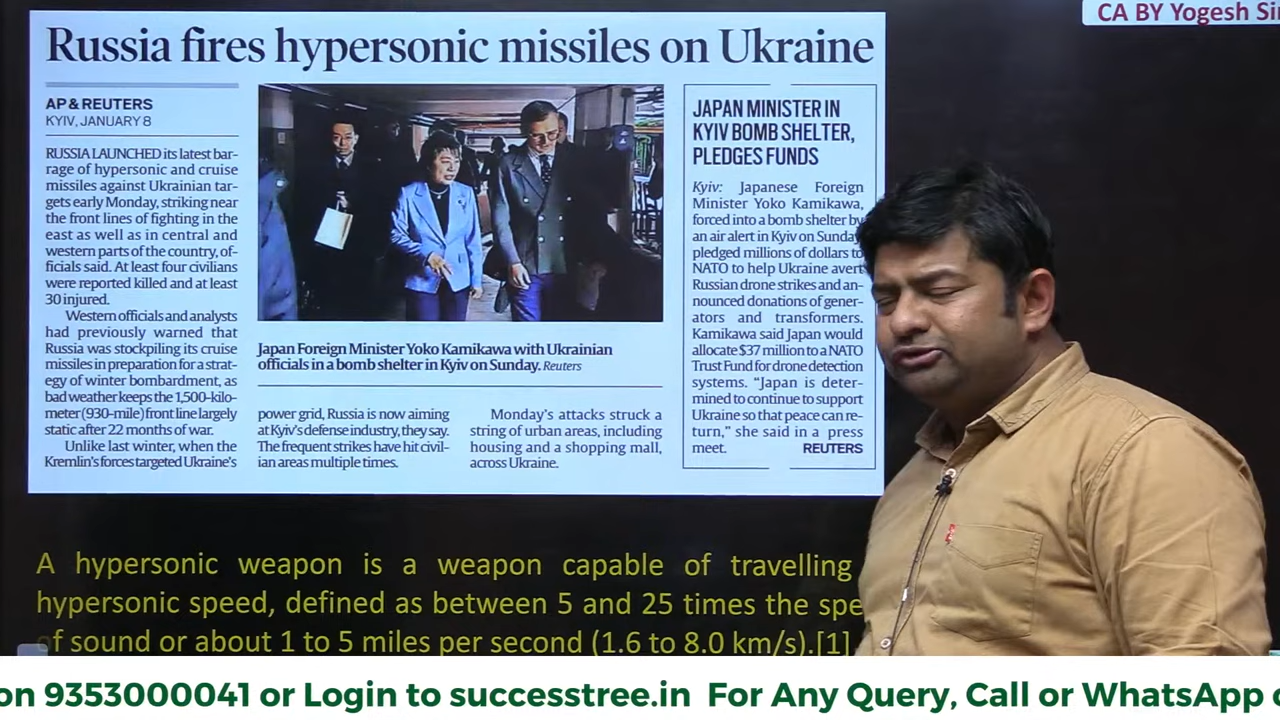 CA BY Yogesh
Russia fires hypersonic missiles on Ukraine
AP & REUTERS
KYIV, JANUARY 8
RUSSIA LAUNCHED its latest bar-
rage of hypersonic and cruise
missiles against Ukrainian tar-
gets early Monday, striking near
the front lines of fighting in the
east as well as in central and
western parts of the country, of-
ficials said. At least four civilians
were reported killed and at least
30 injured.
Western officials and analysts
had previously warned that
Russia was stockpiling its cruise
missiles in preparation for a strat-
egy of winter bombardment, as
bad weather keeps the 1,500-kilo-
meter (930-mile) front line largely
static after 22 months of war.
Unlike last winter, when the
Kremlin's forces targeted Ukraine's
Japan Foreign Minister Yoko Kamikawa with Ukrainian
officials in a bomb shelter in Kyiv on Sunday. Reuters
power grid, Russia is now aiming
at Kyiv's defense industry, they say.
The frequent strikes have hit civil-
ian areas multiple times.
Monday's attacks struck a
string of urban areas, including
housing and a shopping mall,
across Ukraine.
JAPAN MINISTER IN
KYIV BOMB SHELTER,
PLEDGES FUNDS
Kyiv: Japanese Foreign
Minister Yoko Kamikawa,
forced into a bomb shelter by
an air alert in Kyiv on Sunday
pledged millions of dollars to
NATO to help Ukraine avert
Russian drone strikes and an-
nounced donations of gener-
ators and transformers.
Kamikawa said Japan would
allocate $37 million to a NATO
Trust Fund for drone detection
systems. "Japan is deter-
mined to continue to support
Ukraine so that peace can re-
turn," she said in a press
meet. REUTERS
A hypersonic weapon is a weapon capable of travelling
hypersonic speed, defined as between 5 and 25 times the
of sound or about 1 to 5 miles per second (1.6 to 8.0 km/s).[1]
on 9353000041 or Login to successtree.in For Any Query, Call or WhatsApp